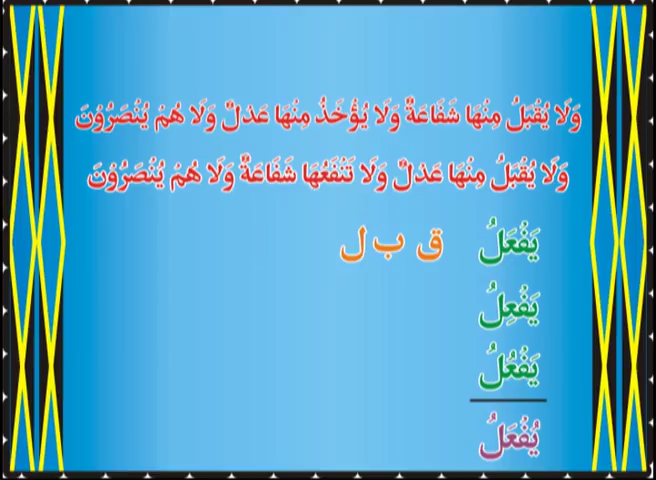 وَلَا يُقْبَلُ مِنْهَا شَفَاعَةٌ وَلَا يُؤْخَذُ مِنْهَا عَدْلٌ وَلَا هُمْ يُنْصَرُوْنَ
وَلَا يُقْبَلُ مِنْهَا عَدْلٌ وَلَا تَنْفَعُهَا شَفَاعَةٌ وَلَا هُمْ يُنْصَرُوْنَ
يَفْعَلُ ق ب ل
يَفْعِلُ
يَفْعُلُ
يُفْعَلُ